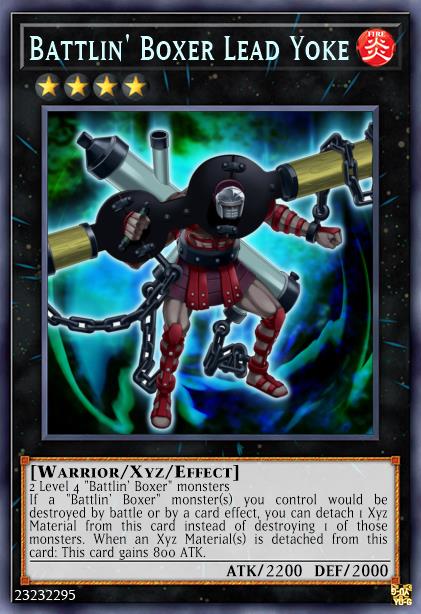 BATTLIN' BOXER LEAD YOKE
FIRE
炎
[WARRIOR/XYZ/EFFECT]
2 Level 4 "Battlin' Boxer" monsters
If a "Battlin' Boxer" monster(s) you control would be
destroyed by battle or by a card effect, you can detach 1 Xyz
Material from this card instead of destroying 1 of those
monsters. When an Xyz Material(s) is detached from this
card: This card gains 800 ATK.
ATK/2200 DEF/2000
23232295